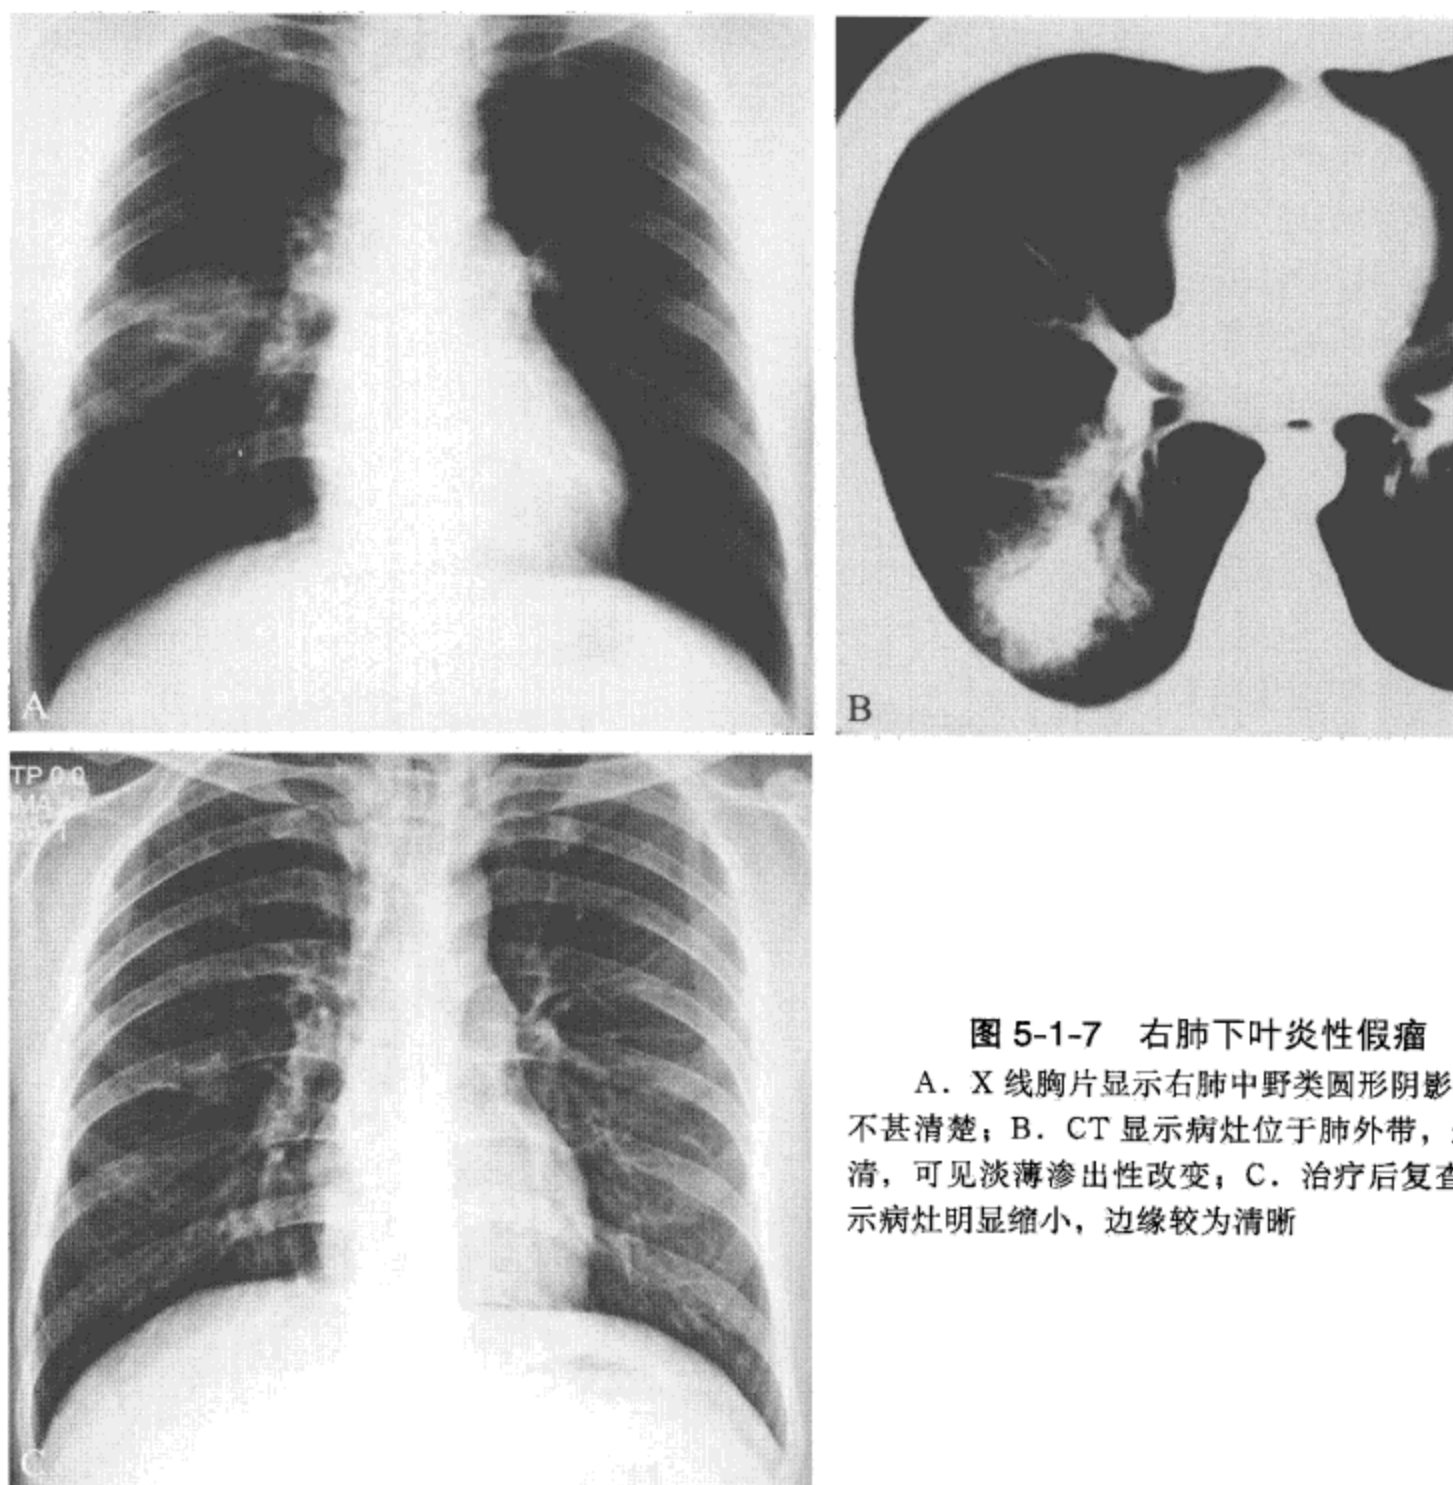 A
B
TP 0.0
C
图 5-1-7 右肺下叶炎性假瘤
A. X 线胸片显示右肺中野类圆形阴影
不甚清楚；B. CT 显示病灶位于肺外带，
清，可见淡薄渗出性改变；C. 治疗后复查
示病灶明显缩小，边缘较为清晰